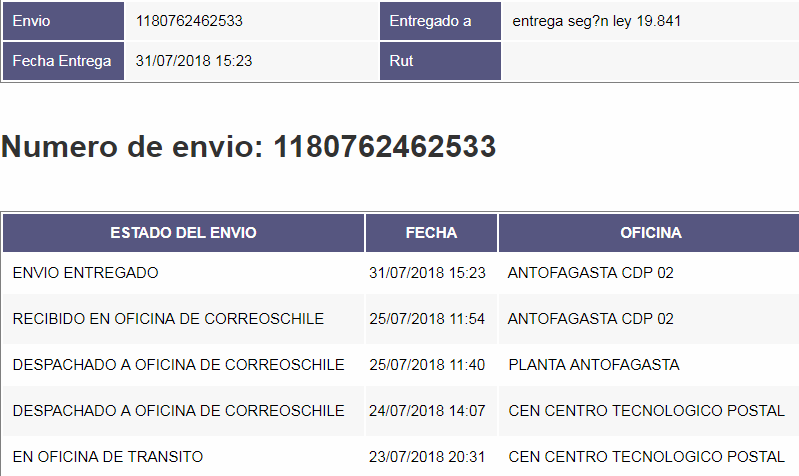 Envio 1180762462533 Entregado a entrega seg?n ley 19.841
Fecha Entrega 31/07/2018 15:23 Rut
Numero de envio: 1180762462533
ESTADO DEL ENVIO FECHA OFICINA
ENVIO ENTREGADO 31/07/2018 15:23 ANTOFAGASTA CDP 02
RECIBIDO EN OFICINA DE CORREOSCHILE 25/07/2018 11:54 ANTOFAGASTA CDP 02
DESPACHADO A OFICINA DE CORREOSCHILE 25/07/2018 11:40 PLANTA ANTOFAGASTA
DESPACHADO A OFICINA DE CORREOSCHILE 24/07/2018 14:07 CEN CENTRO TECNOLOGICO POSTAL
EN OFICINA DE TRANSITO 23/07/2018 20:31 CEN CENTRO TECNOLOGICO POSTAL